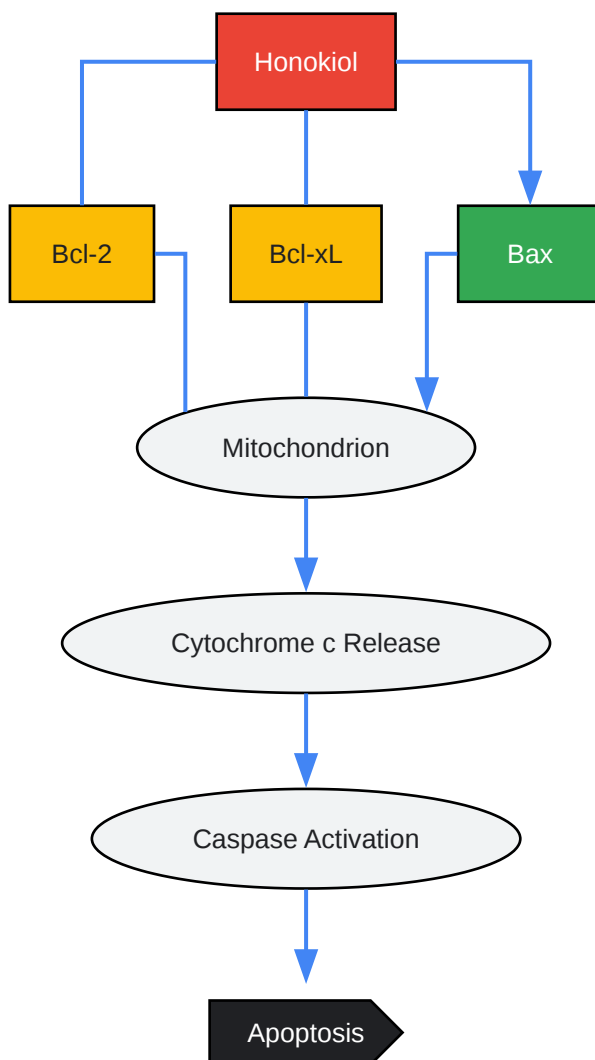 Honokiol
Bcl-2
Bcl-xL
Bax
Mitochondrion
Cytochrome c Release
Caspase Activation
Apoptosis